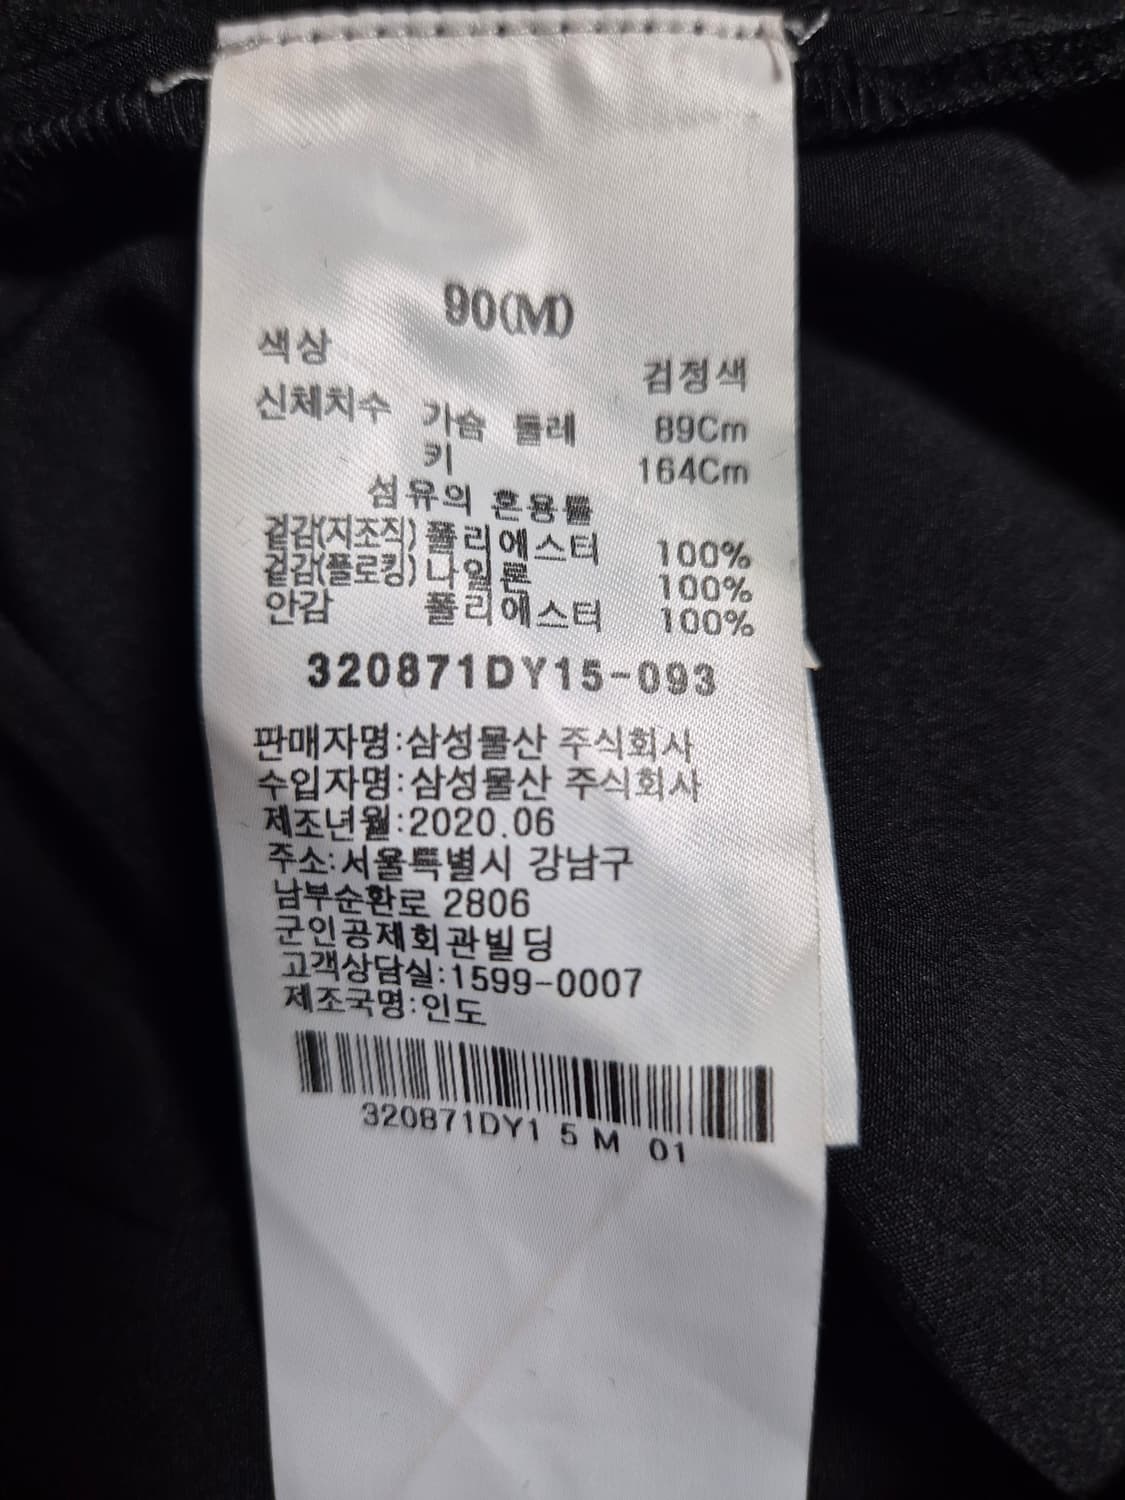 90(M)
색상 검정색
신체치수 가슴 둘레 89Cm
키 164Cm
섬유의 혼용률
겉감(지조직) 폴리에스터 100%
겉감(플로킹) 나일론 100%
안감 폴리에스터 100%
320871DY15-093
판매자명:삼성물산 주식회사
수입자명:삼성물산 주식회사
제조년월:2020.06
주소:서울특별시 강남구
남부순환로 2806
군인공제회관빌딩
고객상담실:1599-0007
제조국명:인도
320871DY1 5 M 01